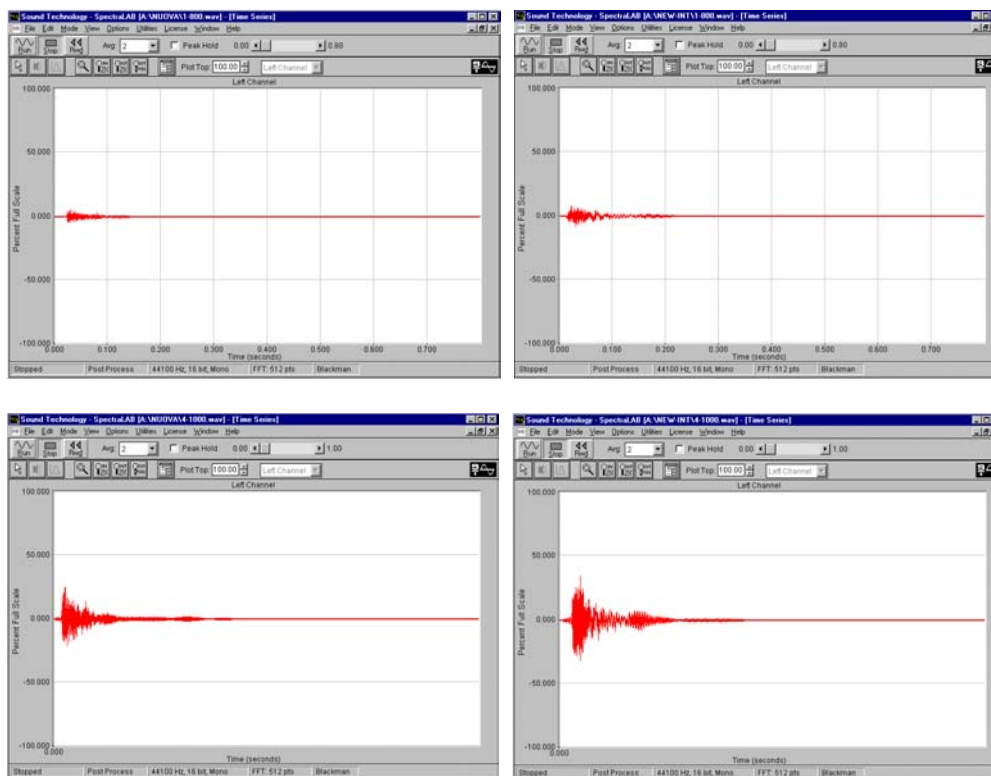 Sound Technology - SpectraLAB [A:\NUOVA\1-800.wav] - [Time Series]
File Edit Mode View Options Utilities License Window Help
Run Stop Rwd Avg: 2 Peak Hold 0.00 0.80
Plot Top: 100.00 Left Channel
Left Channel
100.000
50.000
0.000
-50.000
-100.000
Percent Full Scale
0.000 0.100 0.200 0.300 0.400 0.500 0.600 0.700
Time (seconds)
Stopped Post Process 44100 Hz, 16 bit, Mono FFT: 512 pts Blackman
Sound Technology - SpectraLAB [A:\NEW-INT\1-800.wav] - [Time Series]
File Edit Mode View Options Utilities License Window Help
Run Stop Rwd Avg: 2 Peak Hold 0.00 0.80
Plot Top: 100.00 Left Channel
Left Channel
100.000
50.000
0.000
-50.000
-100.000
Percent Full Scale
0.000 0.100 0.200 0.300 0.400 0.500 0.600 0.700
Time (seconds)
Stopped Post Process 44100 Hz, 16 bit, Mono FFT: 512 pts Blackman
Sound Technology - SpectraLAB [A:\NUOVA\4-1000.wav] - [Time Series]
File Edit Mode View Options Utilities License Window Help
Run Stop Rwd Avg: 2 Peak Hold 0.00 1.00
Plot Top: 100.00 Left Channel
Left Channel
100.000
50.000
0.000
-50.000
-100.000
Percent Full Scale
0.000
Time (seconds)
Stopped Post Process 44100 Hz, 16 bit, Mono FFT: 512 pts Blackman
Sound Technology - SpectraLAB [A:\NEW-INT\4-1000.wav] - [Time Series]
File Edit Mode View Options Utilities License Window Help
Run Stop Rwd Avg: 2 Peak Hold 0.00 1.00
Plot Top: 100.00 Left Channel
Left Channel
100.000
50.000
0.000
-50.000
-100.000
Percent Full Scale
0.000
Time (seconds)
Stopped Post Process 44100 Hz, 16 bit, Mono FFT: 512 pts Blackman